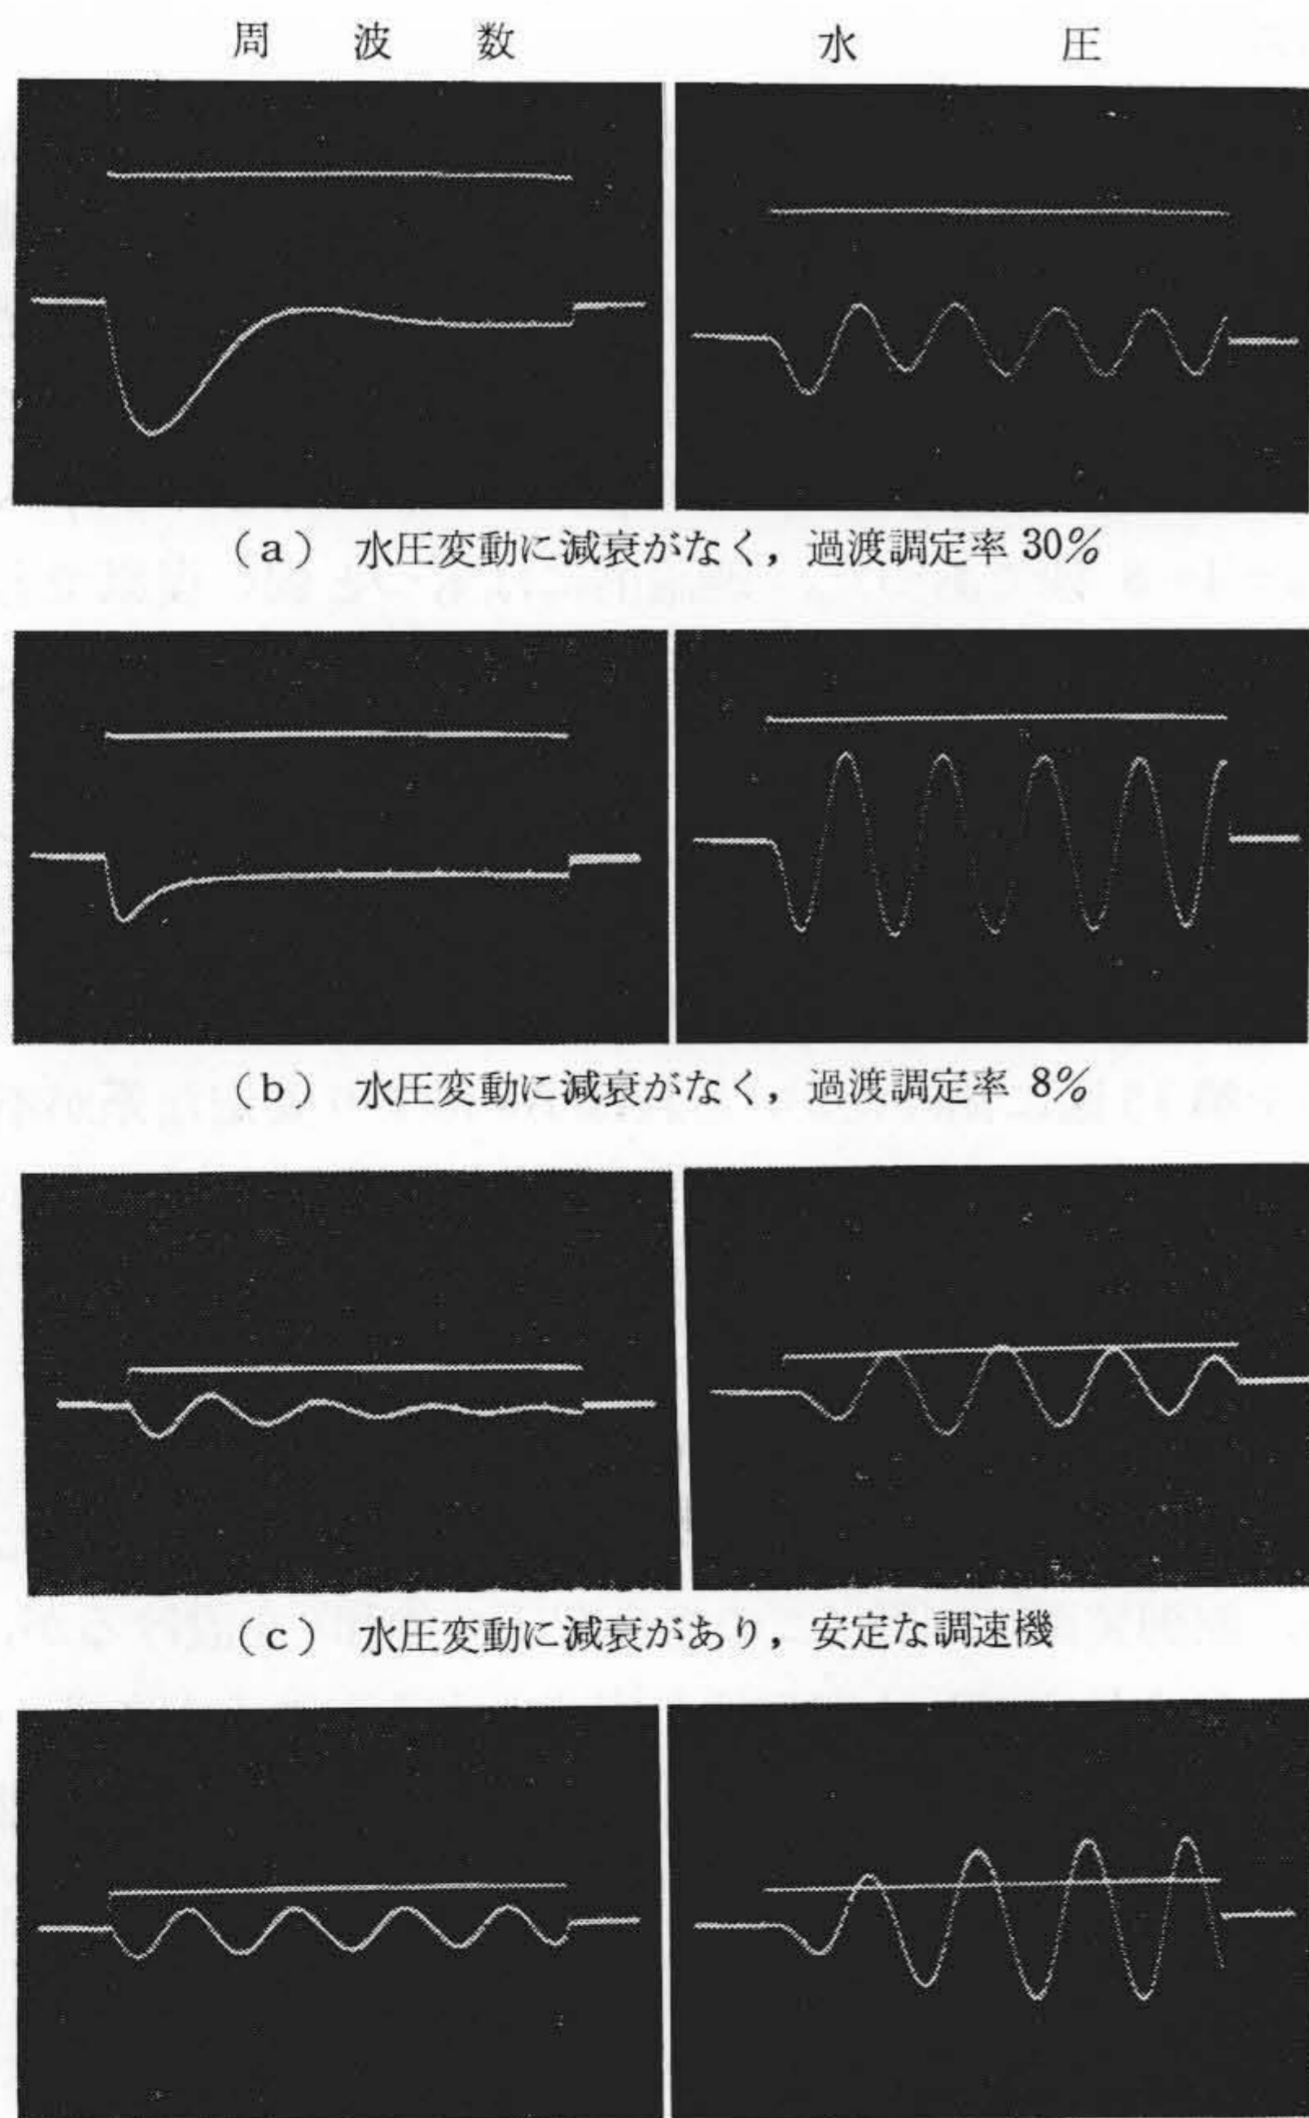 周波数 水圧
(a) 水圧変動に減衰がなく,過渡調定率 30%
(b) 水圧変動に減衰がなく,過渡調定率 8%
(c) 水圧変動に減衰があり,安定な調速機